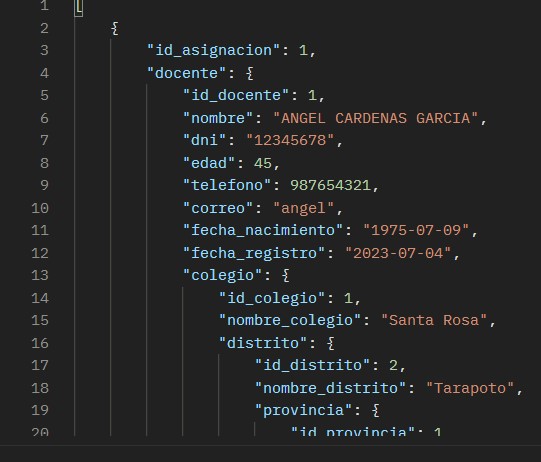 1 [
2 {
3 "id_asignacion": 1,
4 "docente": {
5 "id_docente": 1,
6 "nombre": "ANGEL CARDENAS GARCIA",
7 "dni": "12345678",
8 "edad": 45,
9 "telefono": 987654321,
10 "correo": "angel",
11 "fecha_nacimiento": "1975-07-09",
12 "fecha_registro": "2023-07-04",
13 "colegio": {
14 "id_colegio": 1,
15 "nombre_colegio": "Santa Rosa",
16 "distrito": {
17 "id_distrito": 2,
18 "nombre_distrito": "Tarapoto",
19 "provincia": {
20 "id_provincia": 1